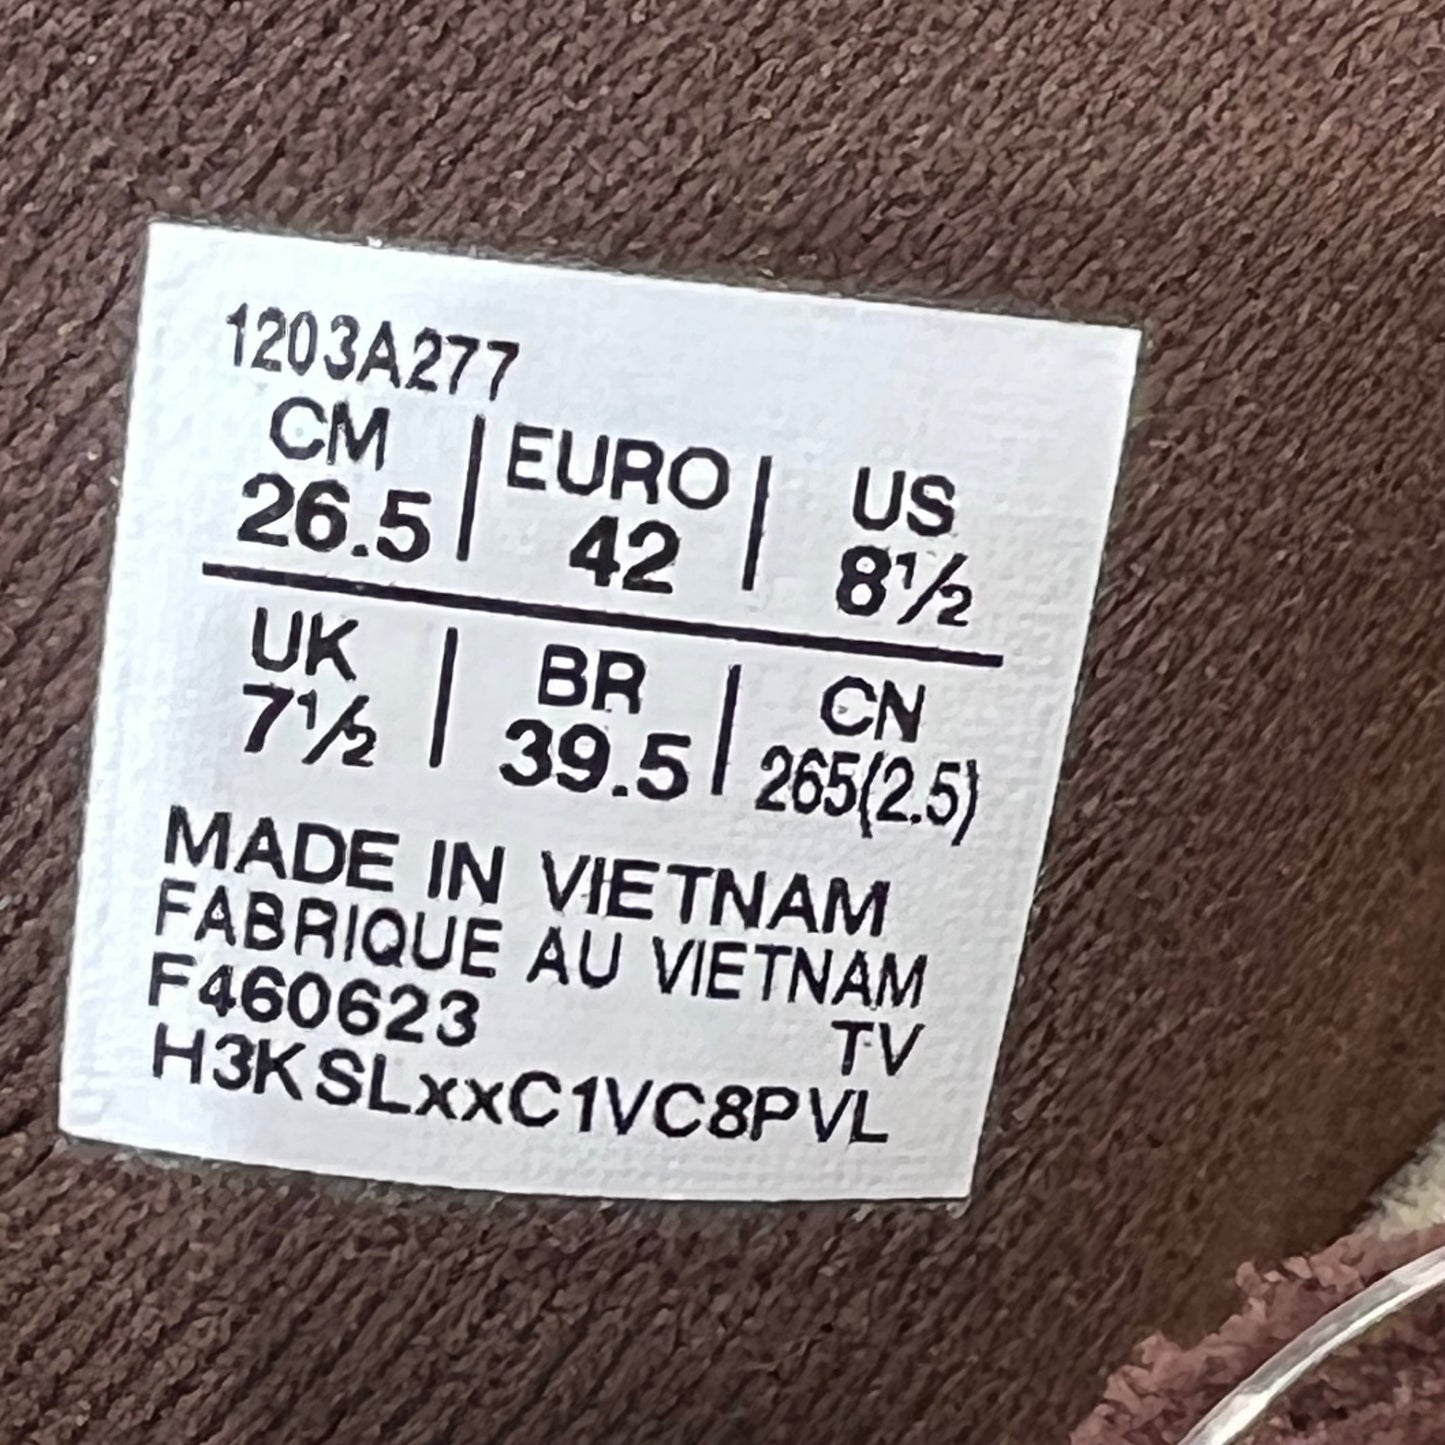 1203A277
CM | EURO | US
26.5 | 42 | 8½
UK | BR | CN
7½ | 39.5 | 265(2.5)
MADE IN VIETNAM
FABRIQUE AU VIETNAM
F460623 TV
H3KSLxxC1VC8PVL